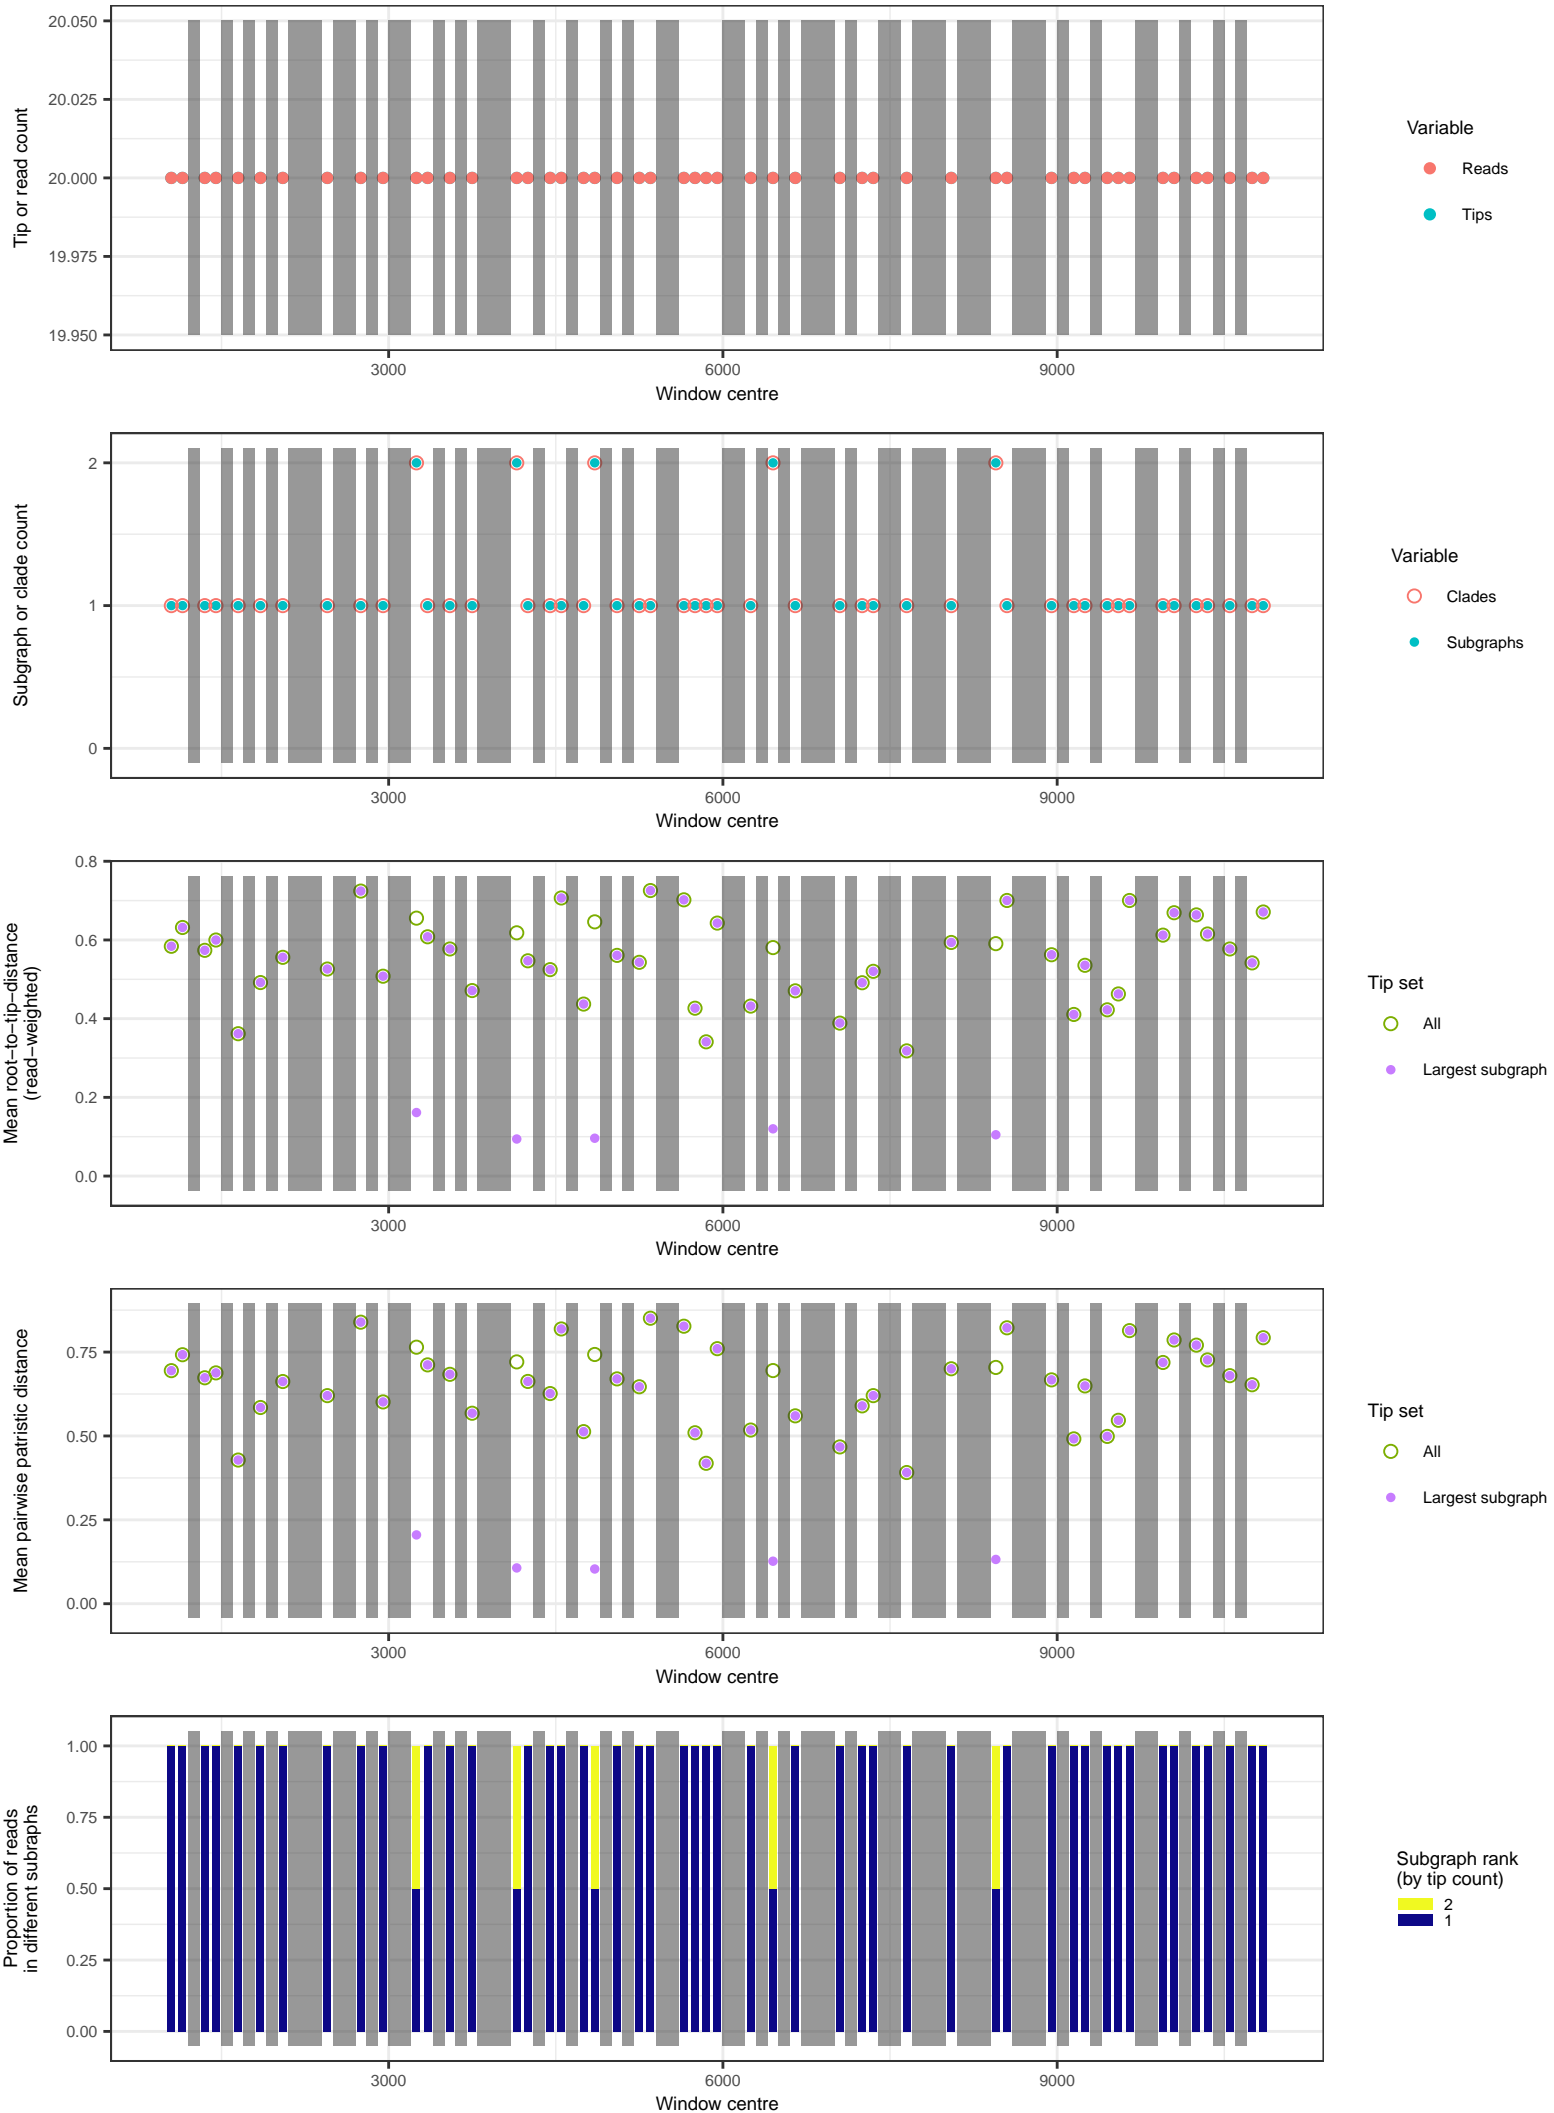 20.050
20.025
20.000
19.975
19.950
Tip or read count
3000
6000
9000
Window centre
Variable
Reads
Tips
2
1
0
Subgraph or clade count
3000
6000
9000
Window centre
Variable
Clades
Subgraphs
0.8
0.6
0.4
0.2
0.0
Mean root−to−tip−distance
(read−weighted)
3000
6000
9000
Window centre
Tip set
All
Largest subgraph
0.75
0.50
0.25
0.00
Mean pairwise patristic distance
3000
6000
9000
Window centre
Tip set
All
Largest subgraph
1.00
0.75
0.50
0.25
0.00
Proportion of reads
in different subraphs
3000
6000
9000
Window centre
Subgraph rank
(by tip count)
2
1